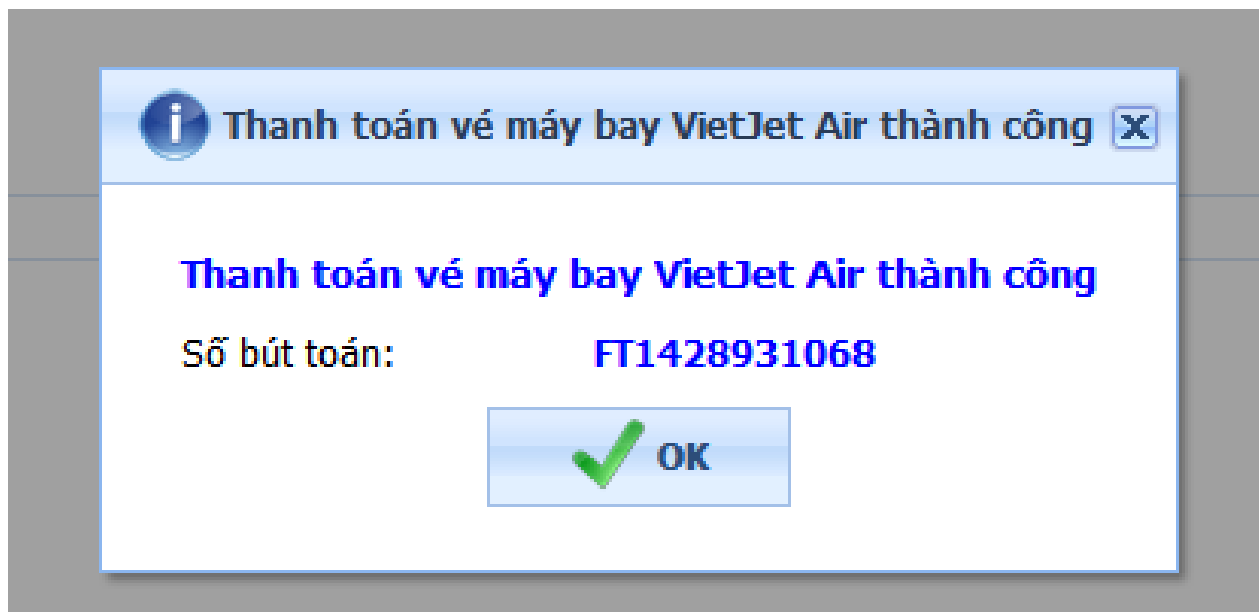 Thanh toán vé máy bay VietJet Air thành công
Thanh toán vé máy bay VietJet Air thành công
Số bút toán: FT1428931068
OK